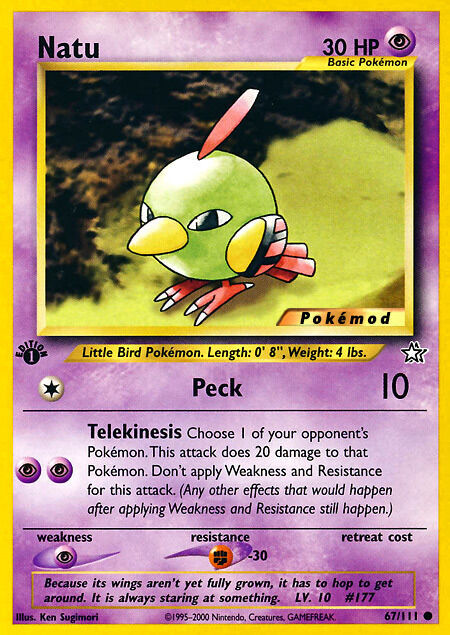 Natu
30 HP
Basic Pokémon
Pokémod
EDITION
1
Little Bird Pokémon. Length: 0' 8", Weight: 4 lbs.
Peck 10
Telekinesis Choose 1 of your opponent's
Pokémon. This attack does 20 damage to that
Pokémon. Don't apply Weakness and Resistance
for this attack. (Any other effects that would happen
after applying Weakness and Resistance still happen.)
weakness resistance retreat cost
-30
Because its wings aren't yet fully grown, it has to hop to get
around. It is always staring at something. LV. 10 #177
Illus. Ken Sugimori ©1995–2000 Nintendo, Creatures, GAMEFREAK. 67/111